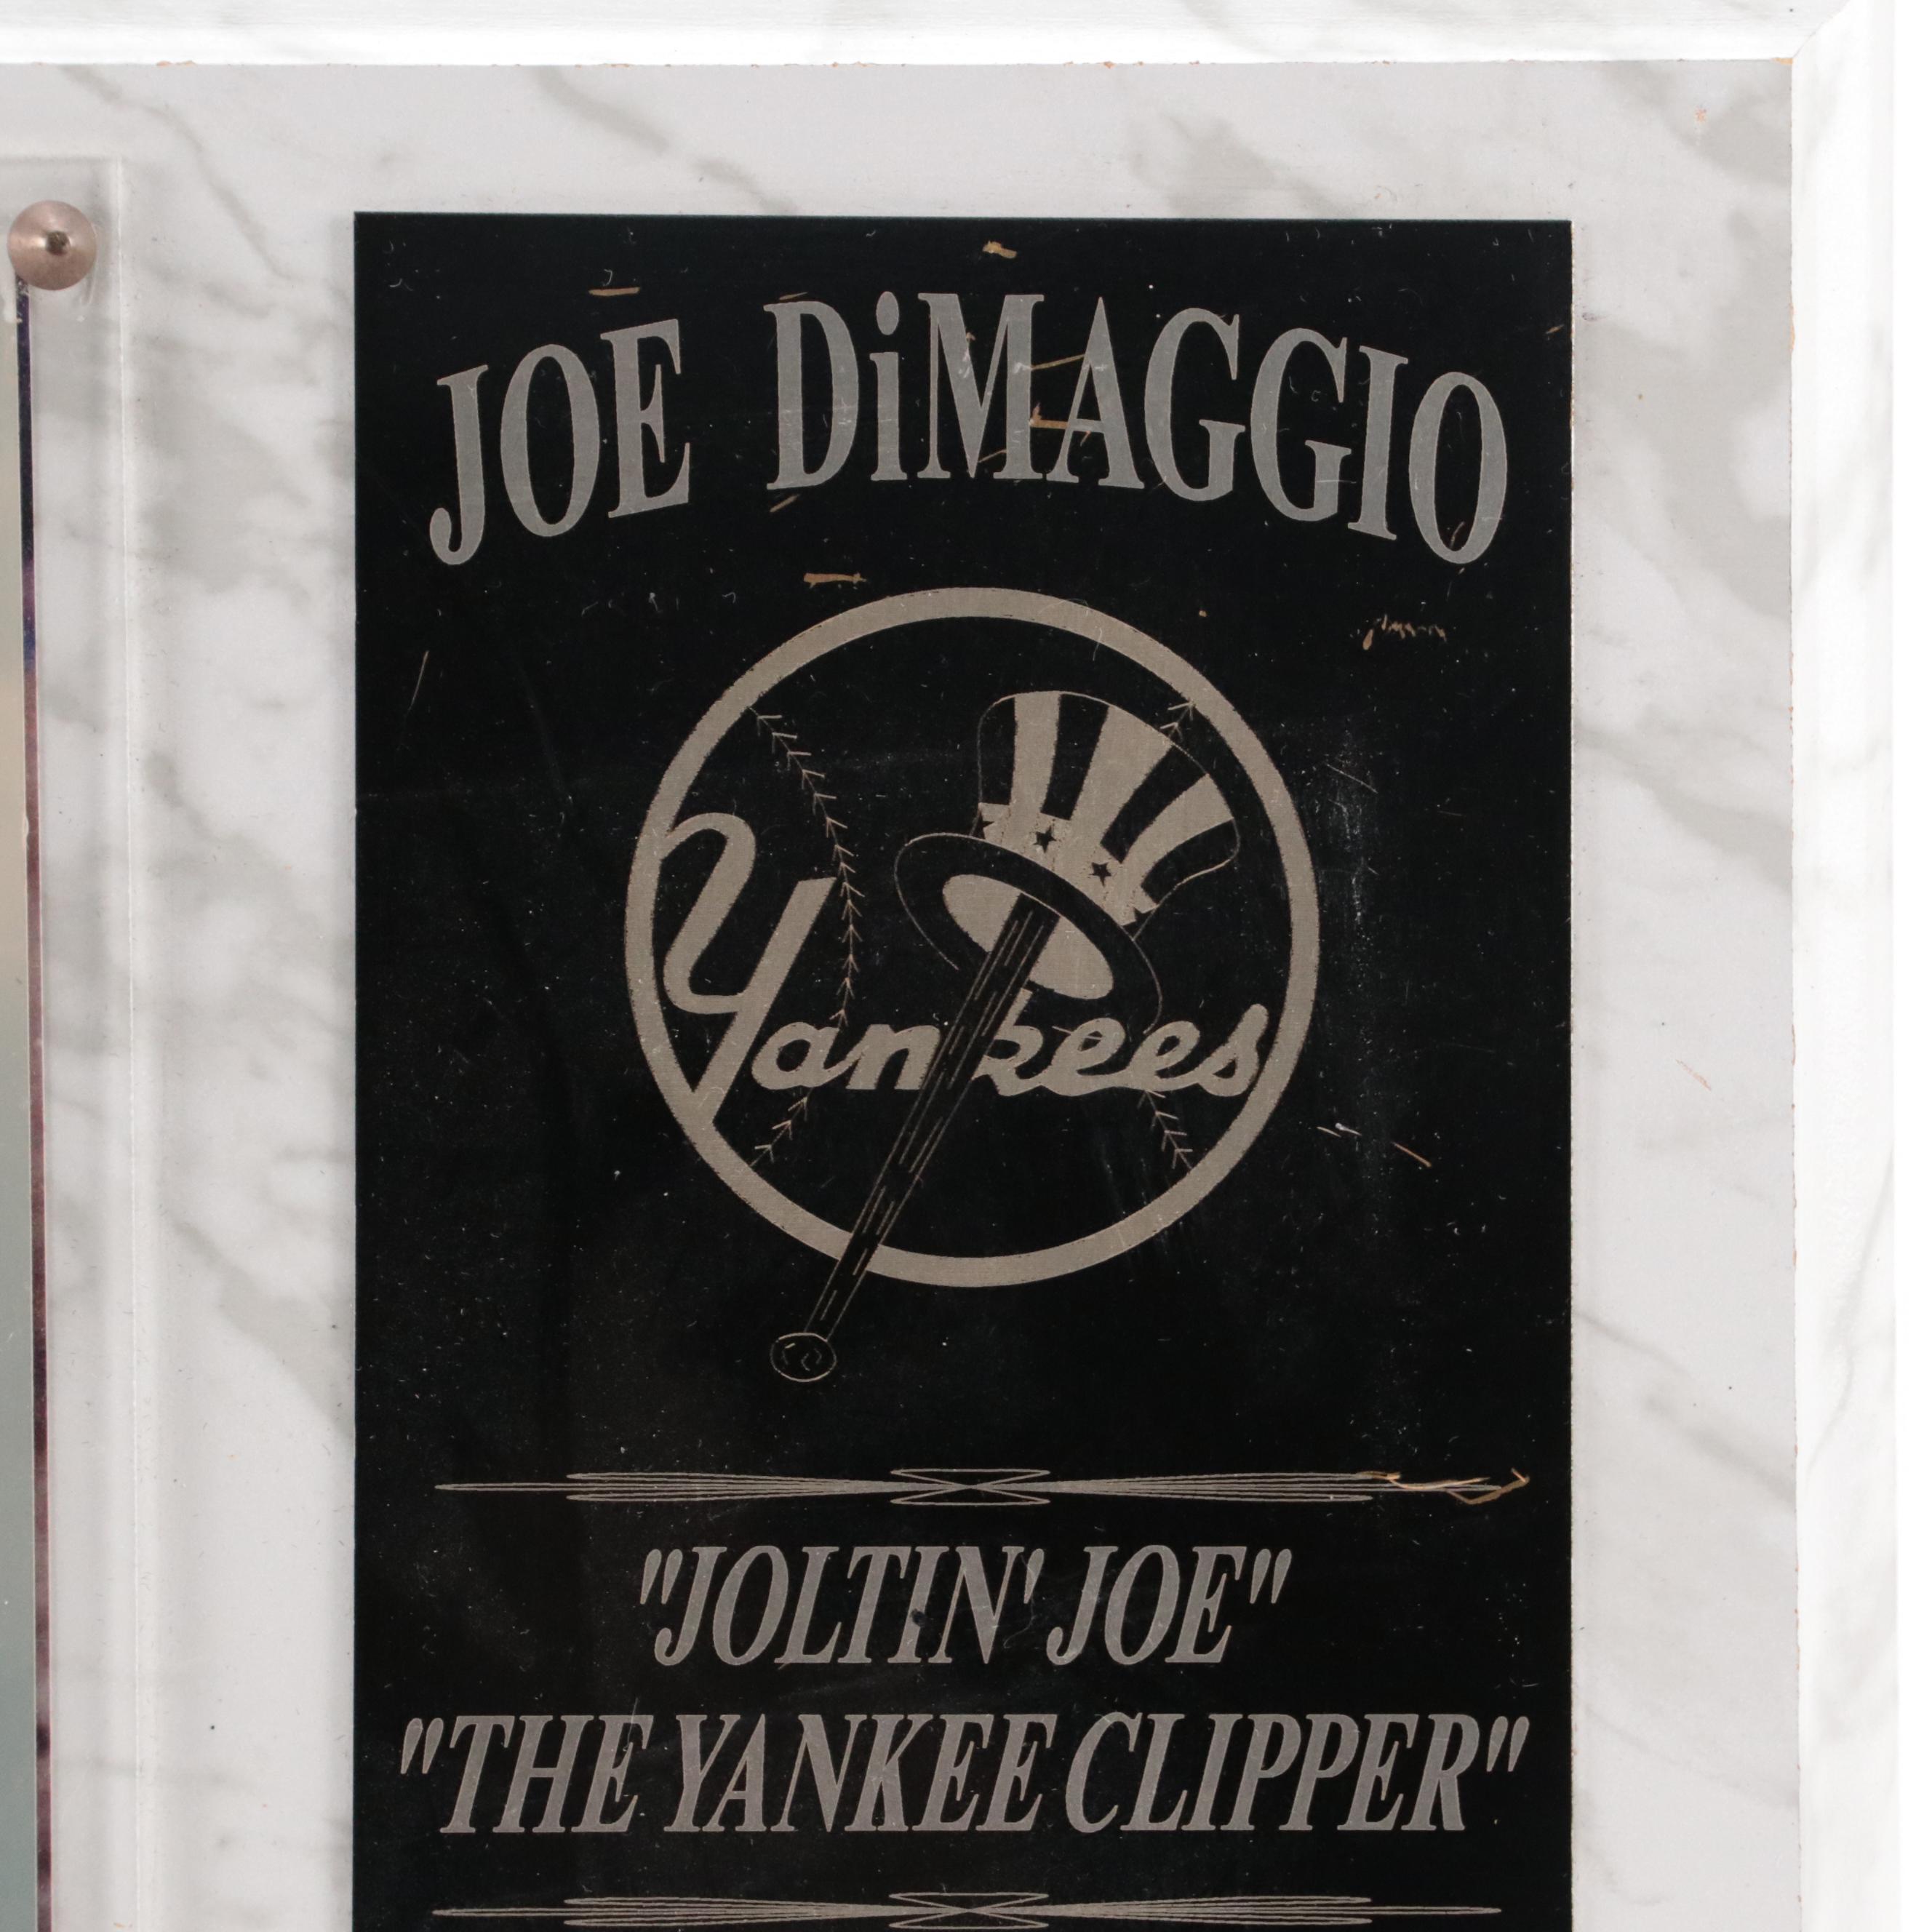 JOE DiMAGGIO
Yankees
"JOLTIN' JOE"
"THE YANKEE CLIPPER"